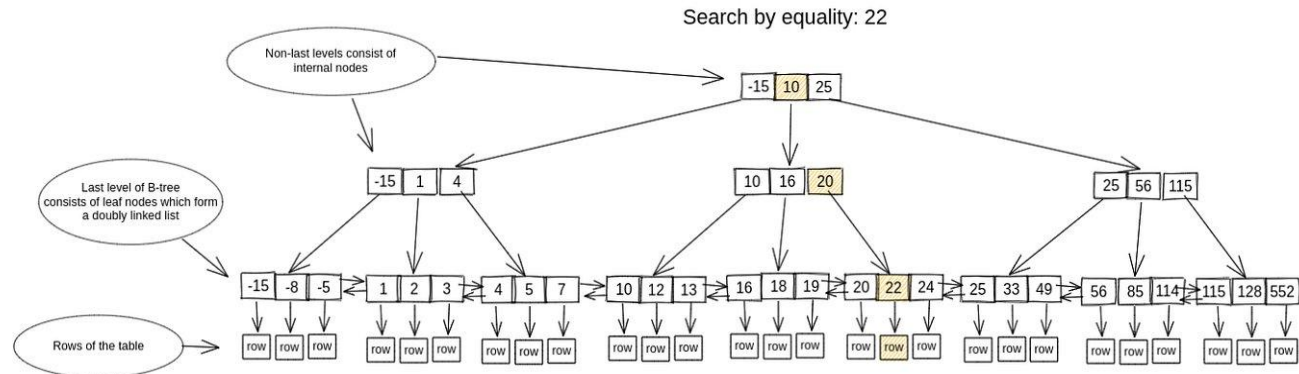 Search by equality: 22
Non-last levels consist of
internal nodes
-15 10 25
-15 1 4
10 16 20
25 56 115
Last level of B-tree
consists of leaf nodes which form
a doubly linked list
-15 -8 -5
1 2 3
4 5 7
10 12 13
16 18 19
20 22 24
25 33 49
56 85 114
115 128 552
Rows of the table
row row row
row row row
row row row
row row row
row row row
row row row
row row row
row row row
row row row